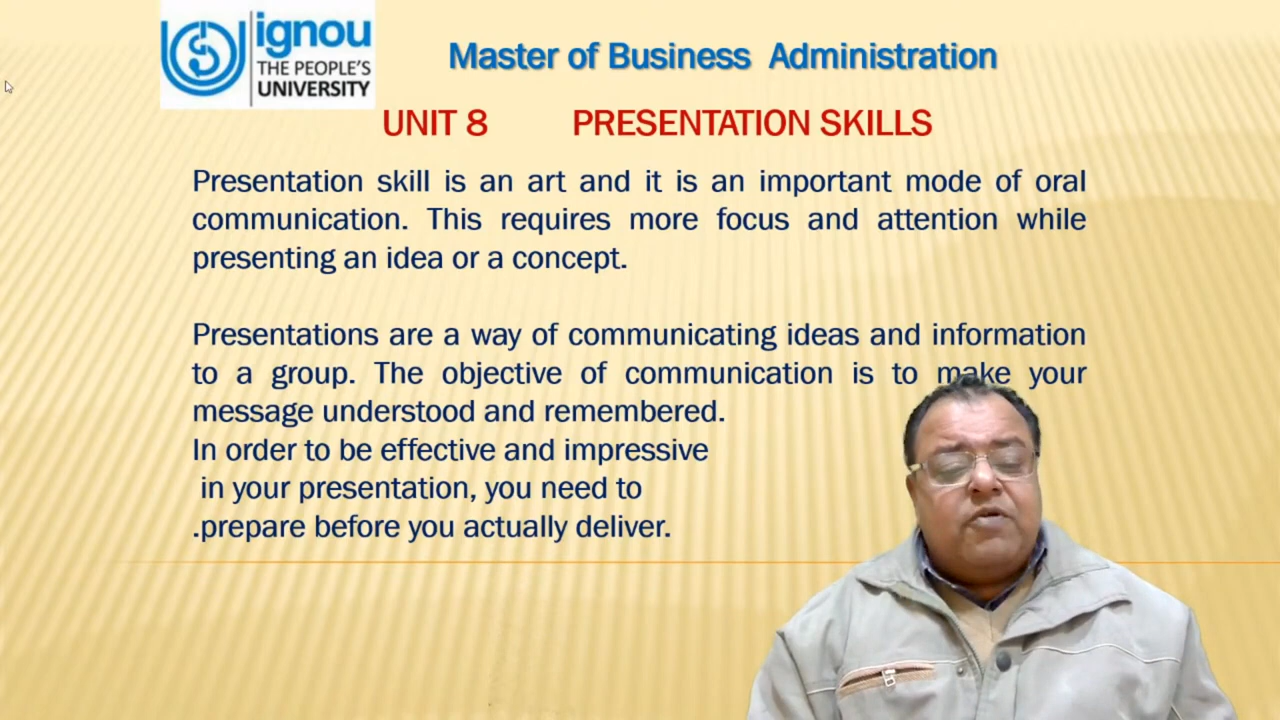 ignou
THE PEOPLE'S
UNIVERSITY
Master of Business Administration
UNIT 8 PRESENTATION SKILLS
Presentation skill is an art and it is an important mode of oral
communication. This requires more focus and attention while
presenting an idea or a concept.
Presentations are a way of communicating ideas and information
to a group. The objective of communication is to make your
message understood and remembered.
In order to be effective and impressive
in your presentation, you need to
.prepare before you actually deliver.